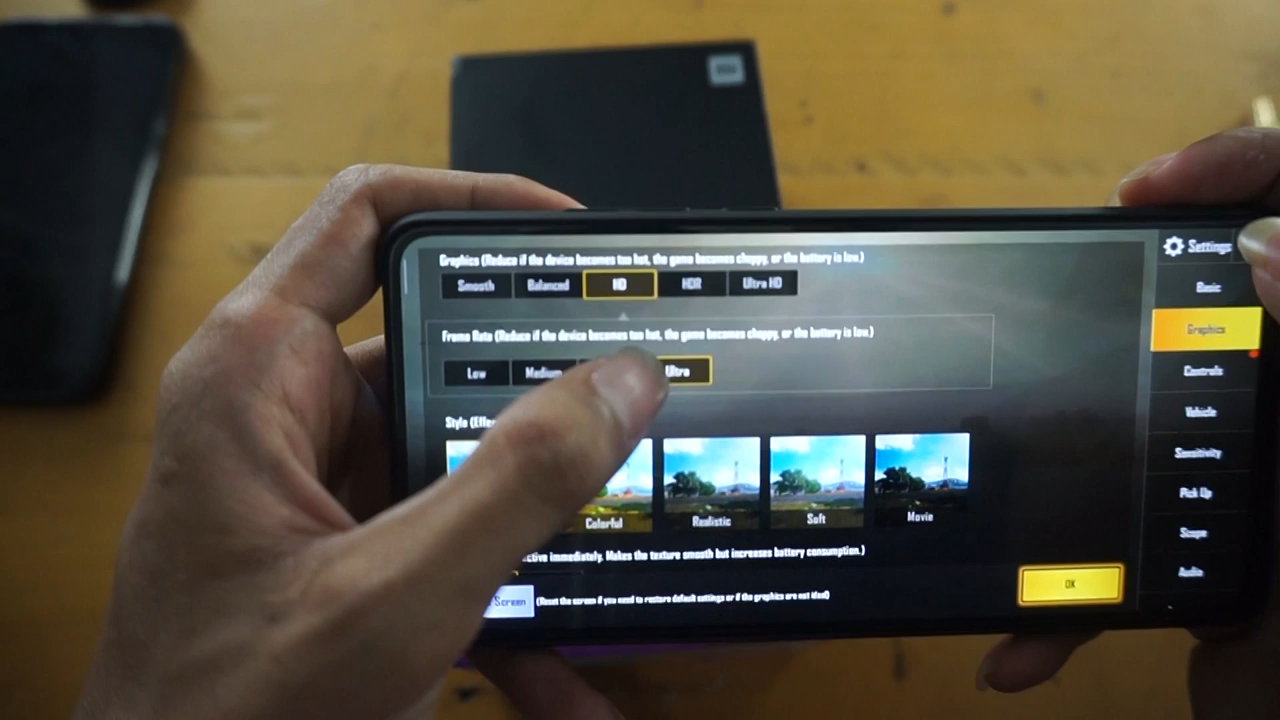 Graphics (Reduce if the device becomes too hot, the game becomes choppy, or the battery is low.)
Smooth Balanced HD HDR Ultra HD
Frame Rate (Reduce if the device becomes too hot, the game becomes choppy, or the battery is low.)
Low Medium Ultra
Style
Colorful Realistic Soft Movie
immediately. Makes the texture smooth but increases battery consumption.)
Screen (Reset the screen if you need to restore default settings or if the graphics are not ideal)
OK
Settings
Basic
Graphics
Controls
Vehicle
Sensitivity
Pick Up
Scope
Audio